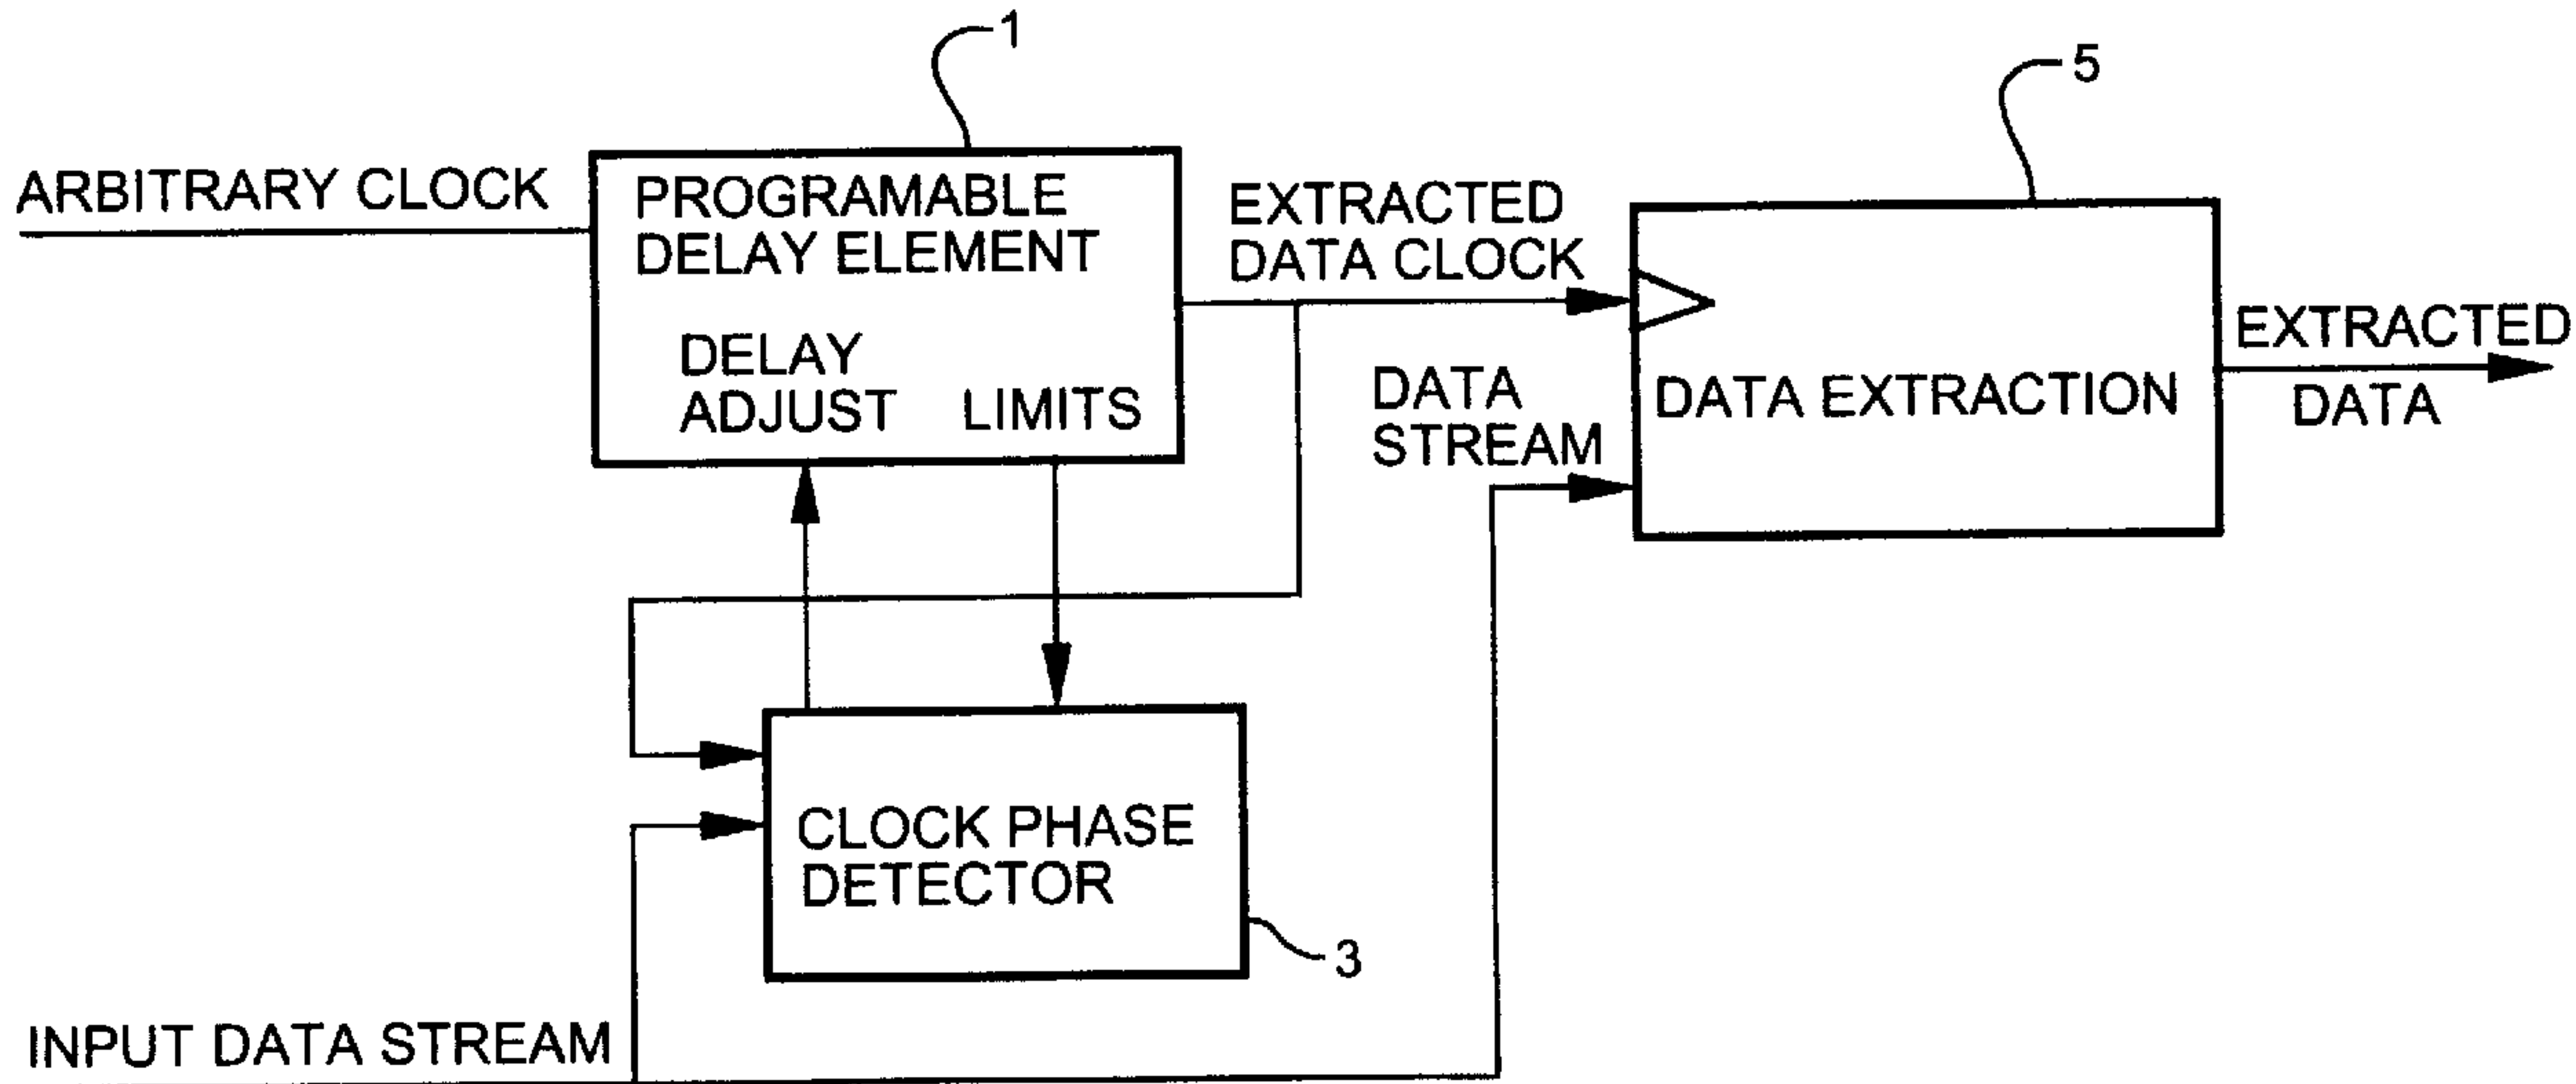 1
5
ARBITRARY CLOCK
PROGRAMABLE
DELAY ELEMENT
DELAY
ADJUST
LIMITS
EXTRACTED
DATA CLOCK
DATA
STREAM
DATA EXTRACTION
EXTRACTED
DATA
CLOCK PHASE
DETECTOR
3
INPUT DATA STREAM